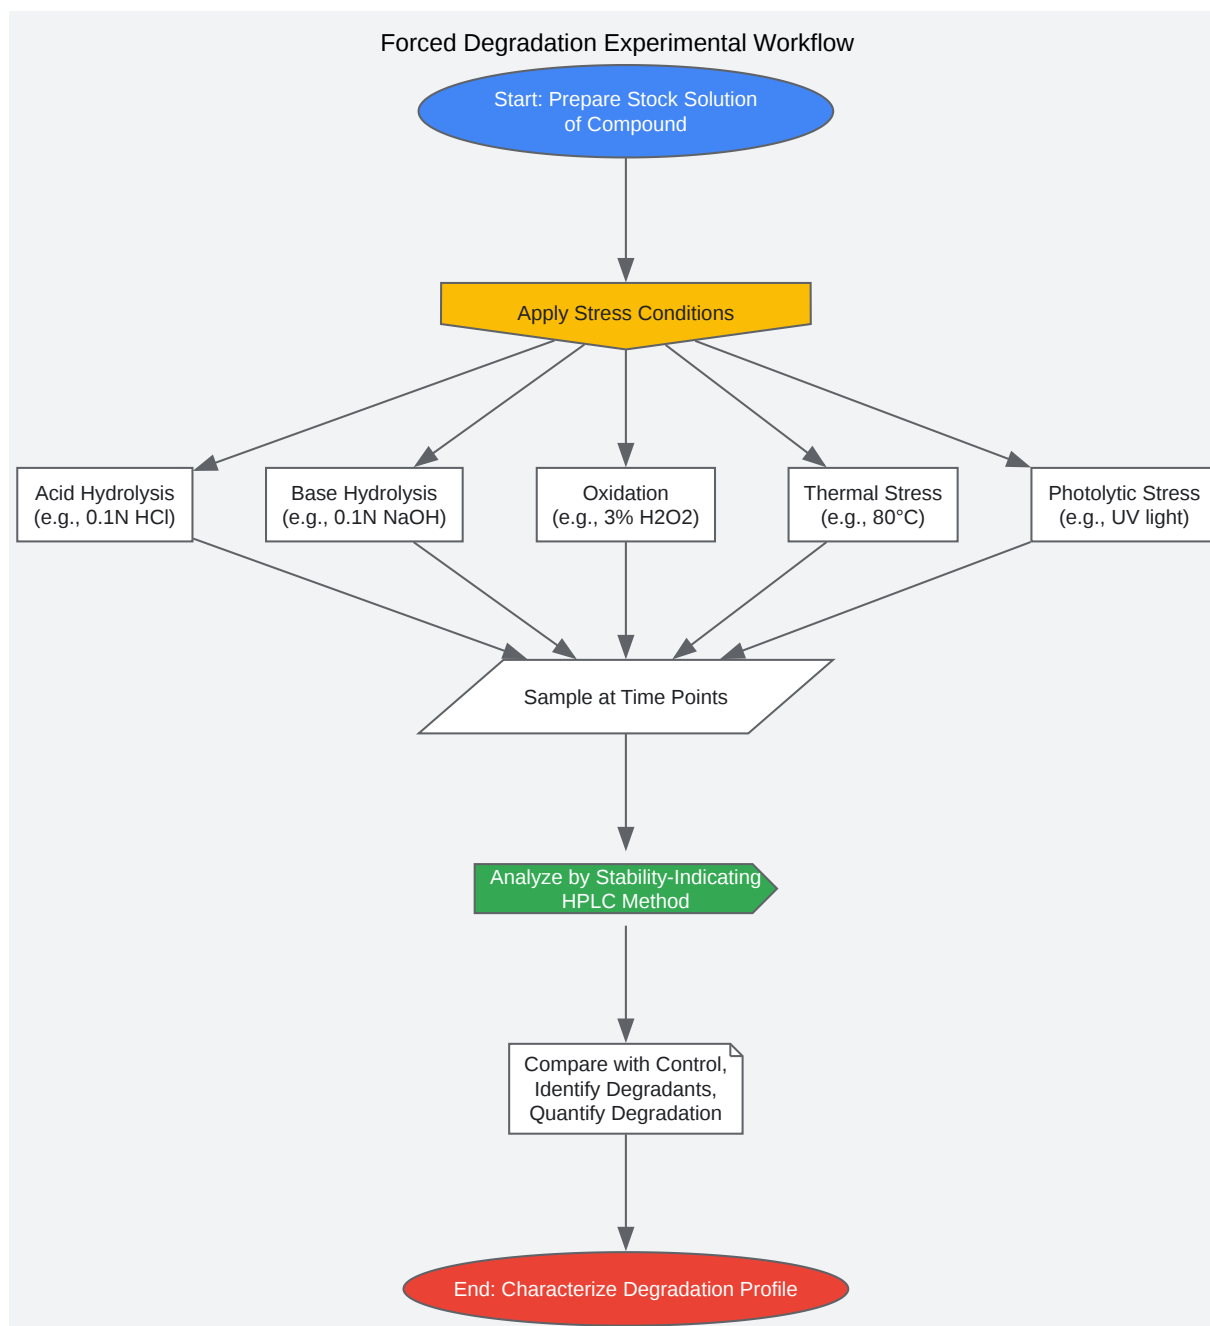 Forced Degradation Experimental Workflow
Start: Prepare Stock Solution
of Compound
Apply Stress Conditions
Acid Hydrolysis
(e.g., 0.1N HCl)
Base Hydrolysis
(e.g., 0.1N NaOH)
Oxidation
(e.g., 3% H2O2)
Thermal Stress
(e.g., 80°C)
Photolytic Stress
(e.g., UV light)
Sample at Time Points
Analyze by Stability-Indicating
HPLC Method
Compare with Control,
Identify Degradants,
Quantify Degradation
End: Characterize Degradation Profile